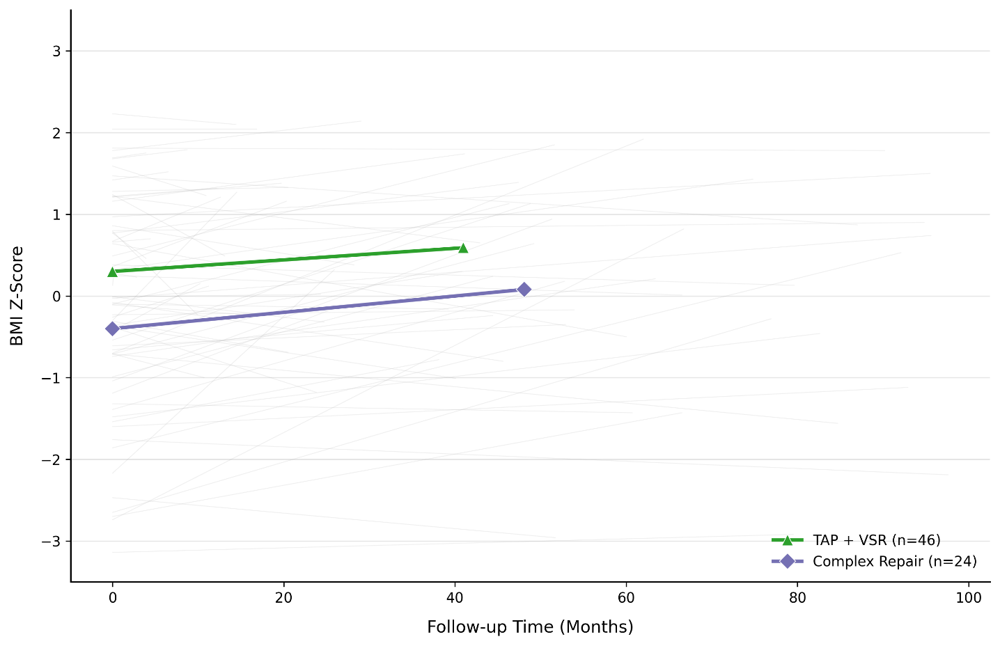 3
2
1
0
−1
−2
−3
BMI Z-Score
TAP + VSR (n=46)
Complex Repair (n=24)
0 20 40 60 80 100
Follow-up Time (Months)